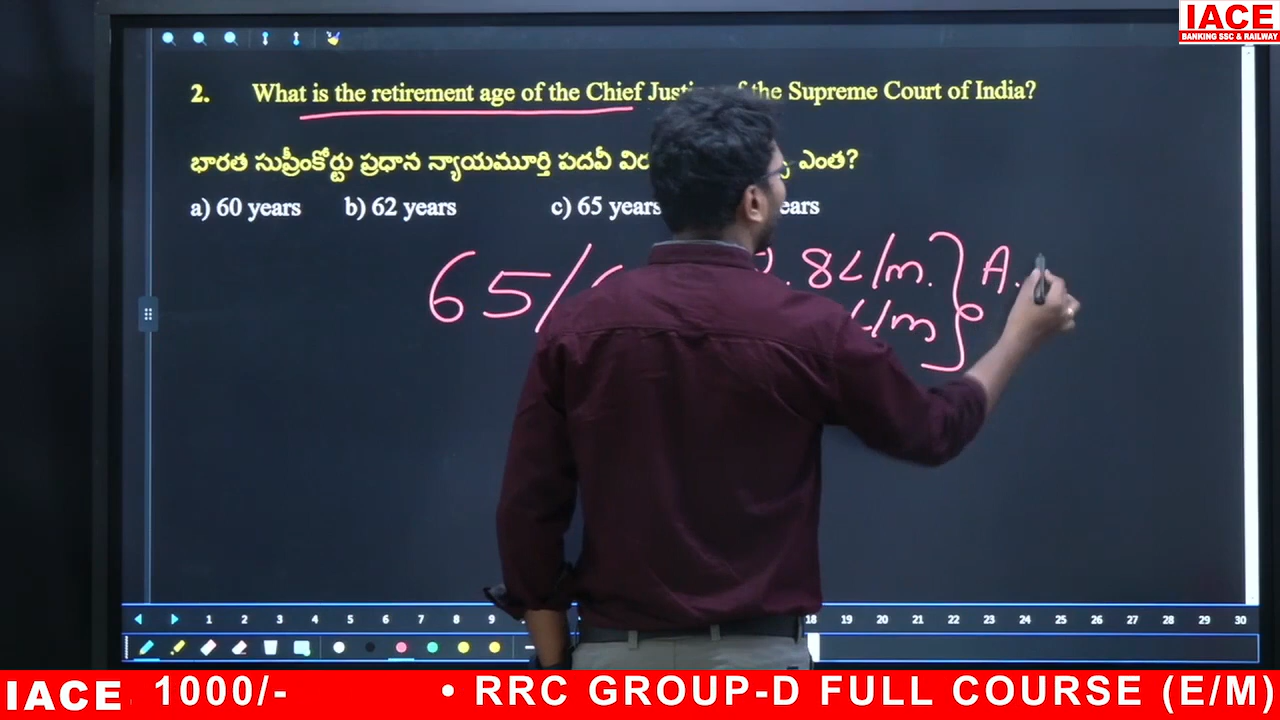 IACE
BANKING SSC & RAILWAY
2. What is the retirement age of the Chief the Supreme Court of India?
భారత సుప్రీంకోర్టు ప్రధాన న్యాయమూర్తి పదవీ ఎంత?
a) 60 years b) 62 years c) 65 years
65/ .8L/m. } A.
L/m
1 2 3 4 5 6 7 8 9 18 19 20 21 22 23 24 25 26 27 28 29 30
IACE 1000/- • RRC GROUP-D FULL COURSE (E/M)